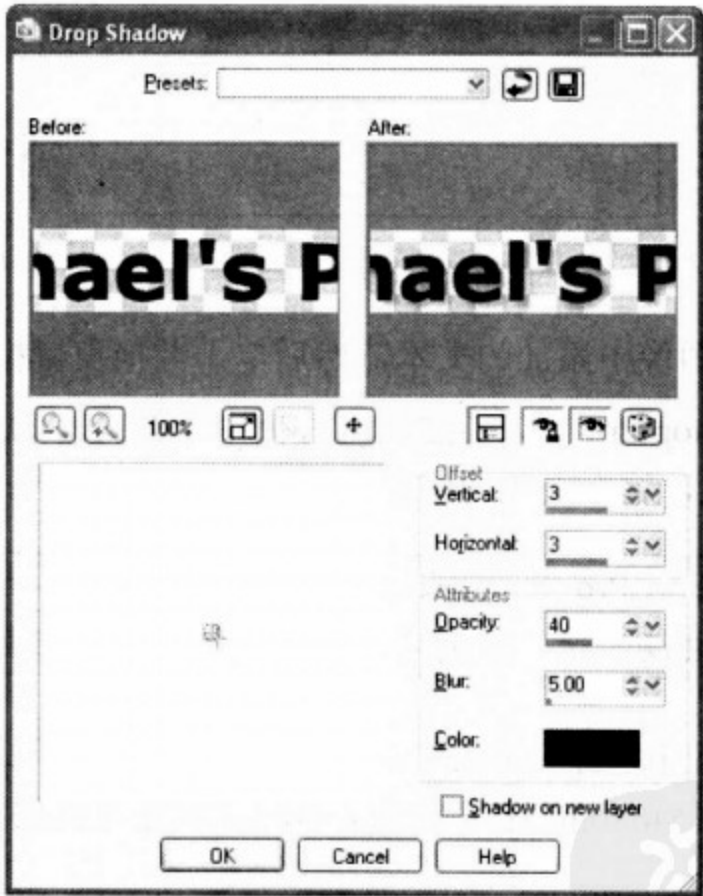 Drop Shadow
Presets:
Before:
After:
hael's P
hael's P
100%
Offset
Vertical: 3
Horizontal: 3
Attributes
Opacity: 40
Blur: 5.00
Color:
Shadow on new layer
OK Cancel Help